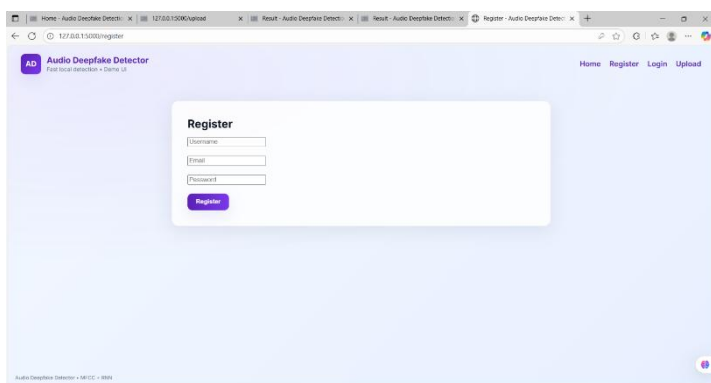 Home - Audio Deepfake Detectio
127.0.0.1:5000/upload
Result - Audio Deepfake Detectio
Result - Audio Deepfake Detectio
Register - Audio Deepfake Detec
127.0.0.1:5000/register
AD
Audio Deepfake Detector
Fast local detection • Demo UI
Home Register Login Upload
Register
Username
Email
Password
Register
Audio Deepfake Detector • MFCC +